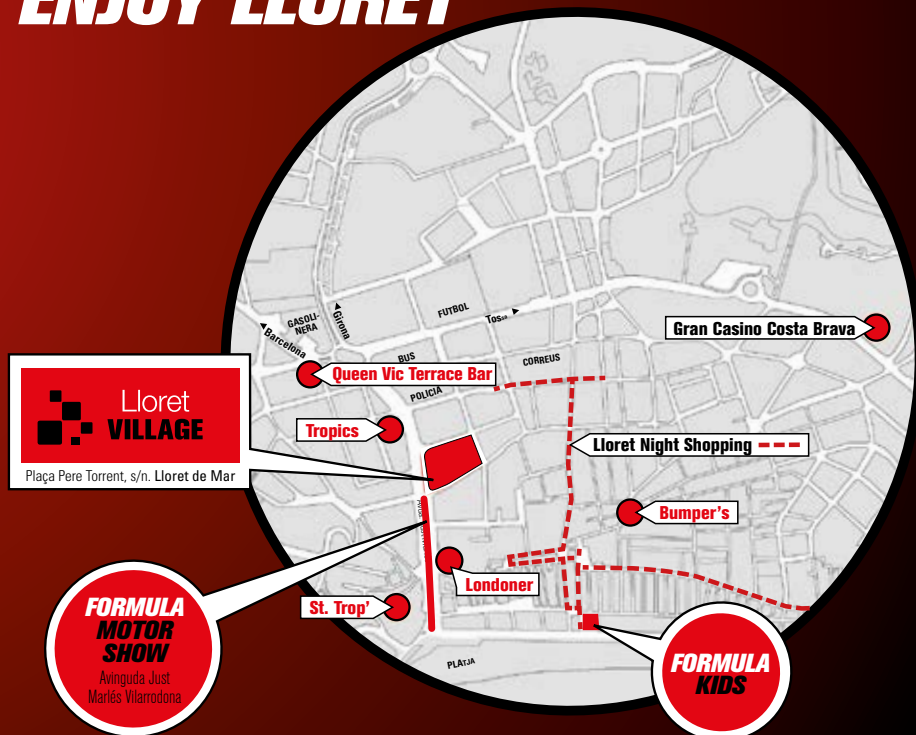 ENJOY LLORET
FUTBOL
Tossa
GASOLI-
NERA
Girona
Barcelona
Gran Casino Costa Brava
BUS
CORREUS
Queen Vic Terrace Bar
POLICIA
Lloret
VILLAGE
Plaça Pere Torrent, s/n. Lloret de Mar
Tropics
Lloret Night Shopping
Bumper's
Londoner
St. Trop'
FORMULA
MOTOR
SHOW
Avinguda Just
Marlés Vilarrodona
PLATJA
FORMULA
KIDS